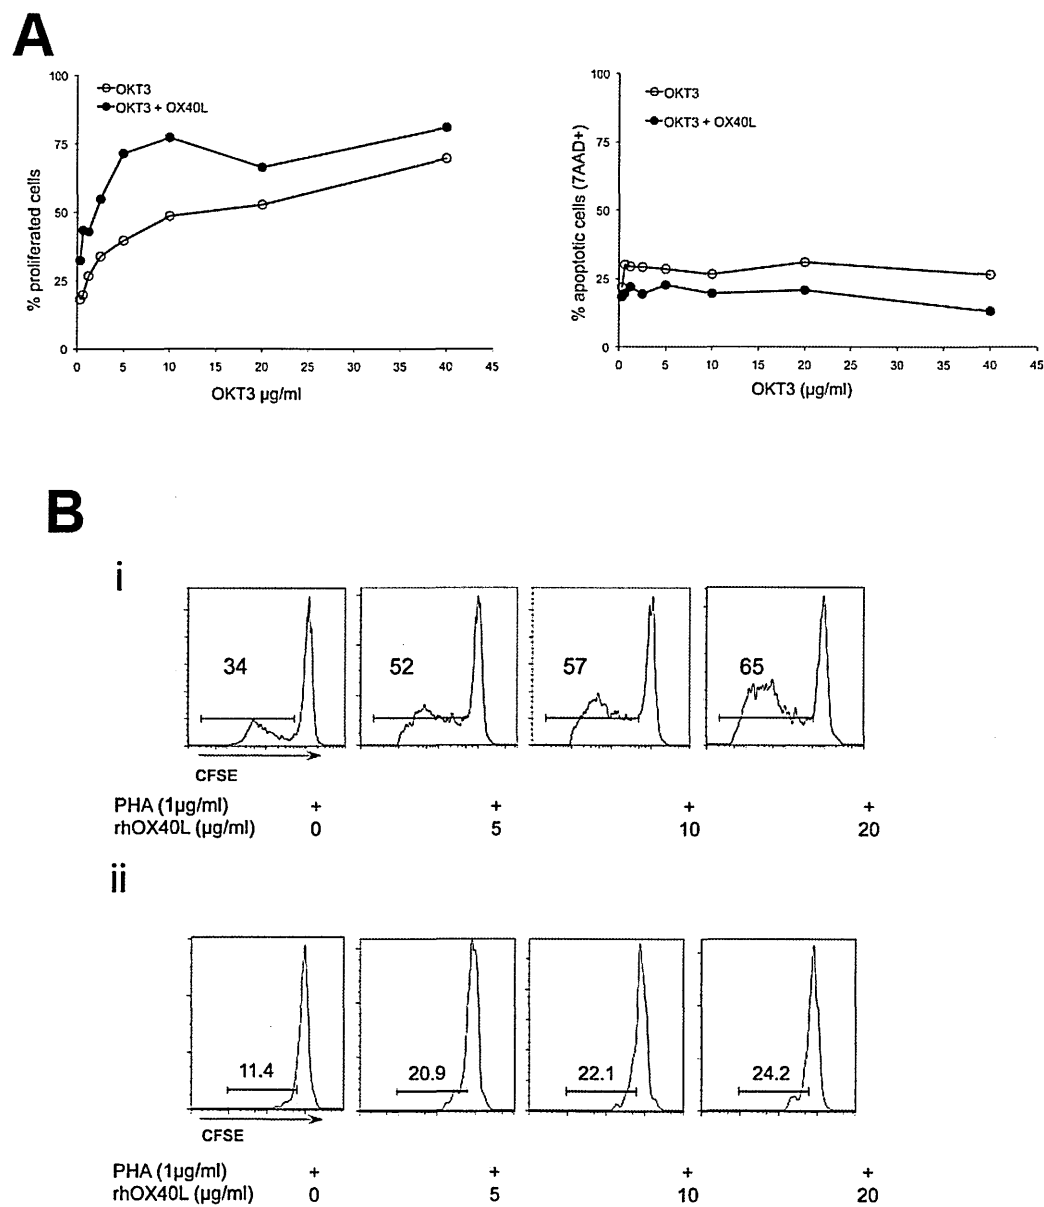 A
100
75
50
25
0
% proliferated cells
OKT3
OKT3 + OX40L
0 5 10 15 20 25 30 35 40 45
OKT3 µg/ml
100
75
50
25
0
% apoptotic cells (7AAD+)
OKT3
OKT3 + OX40L
0 5 10 15 20 25 30 35 40 45
OKT3 (µg/ml)
B
i
34 52 57 65
CFSE
PHA (1µg/ml) + + + +
rhOX40L (µg/ml) 0 5 10 20
ii
11.4 20.9 22.1 24.2
CFSE
PHA (1µg/ml) + + + +
rhOX40L (µg/ml) 0 5 10 20